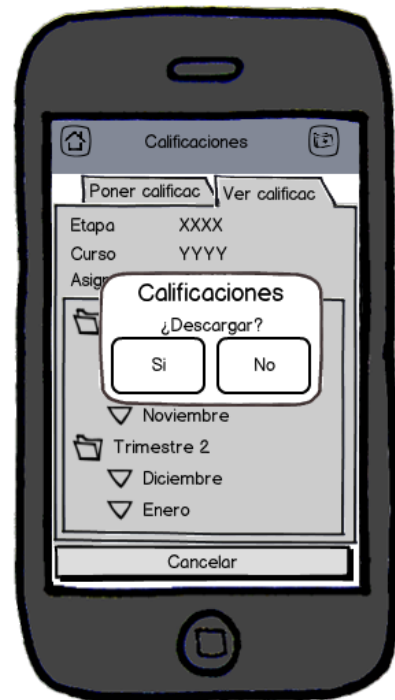 Calificaciones
Poner calificac Ver calificac
Etapa XXXX
Curso YYYY
Calificaciones
¿Descargar?
Si No
Noviembre
Trimestre 2
Diciembre
Enero
Cancelar